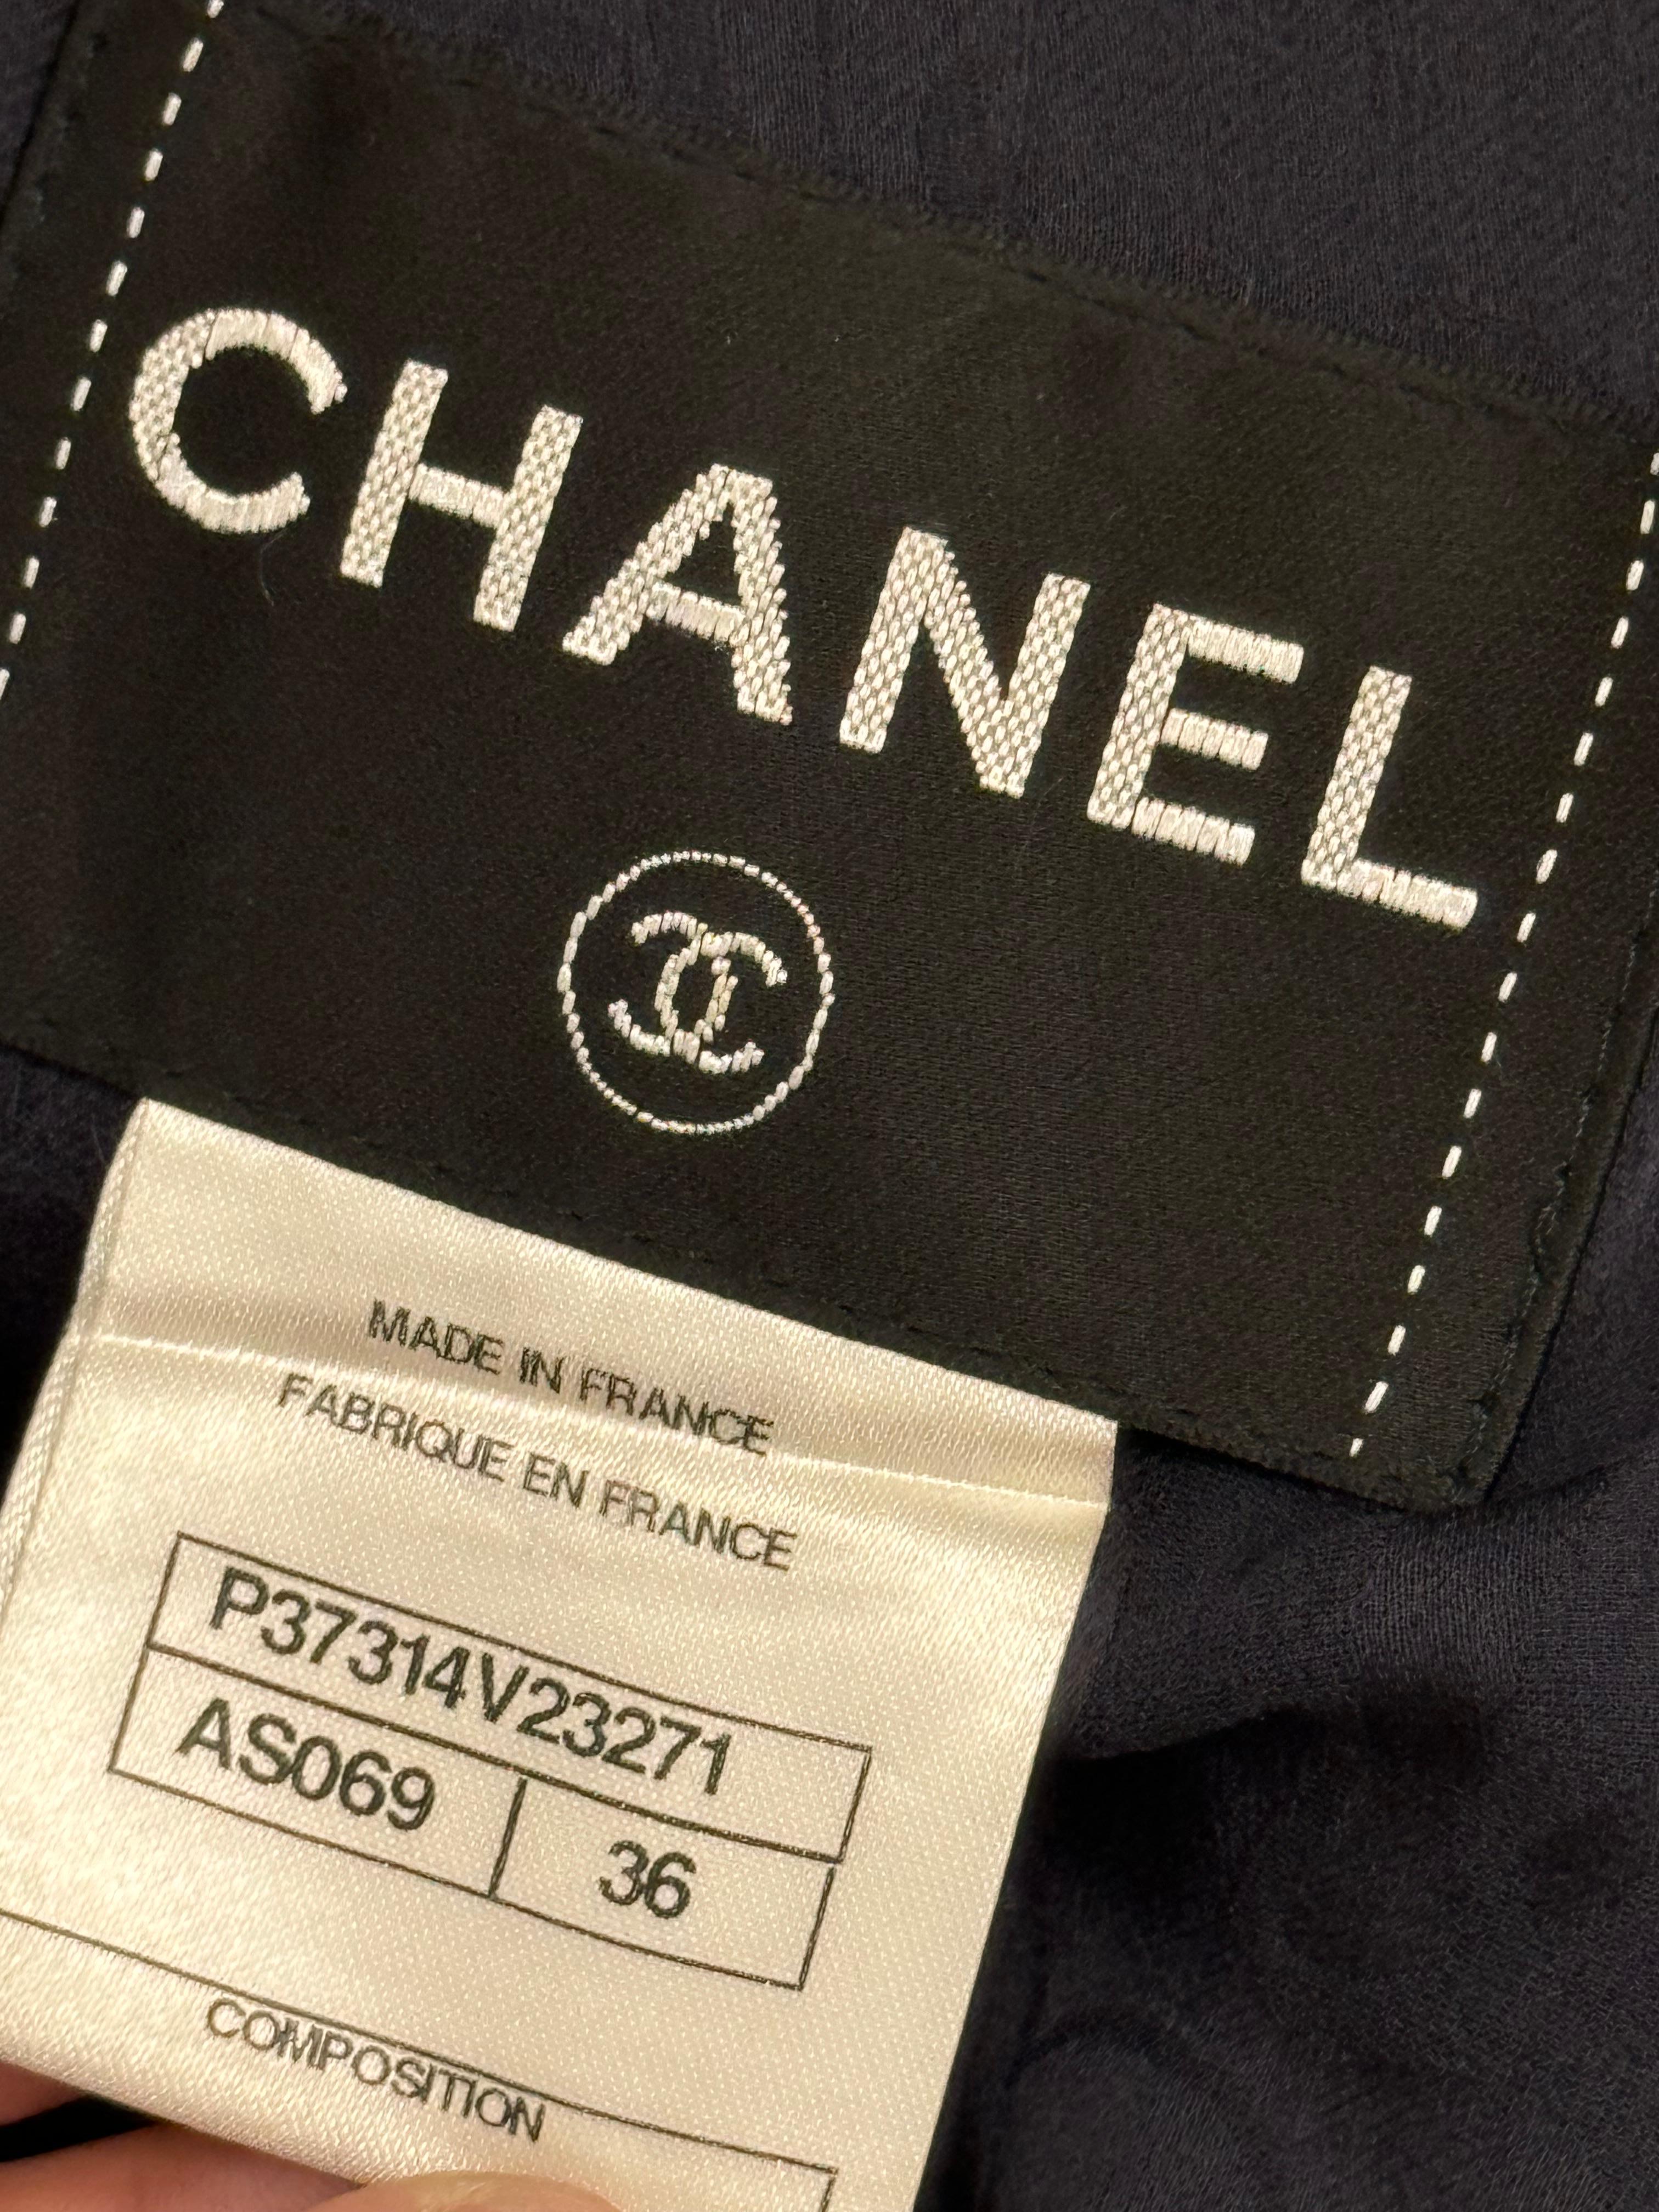 CHANEL
MADE IN FRANCE
FABRIQUE EN FRANCE
P37314V23271
AS069 36
COMPOSITION